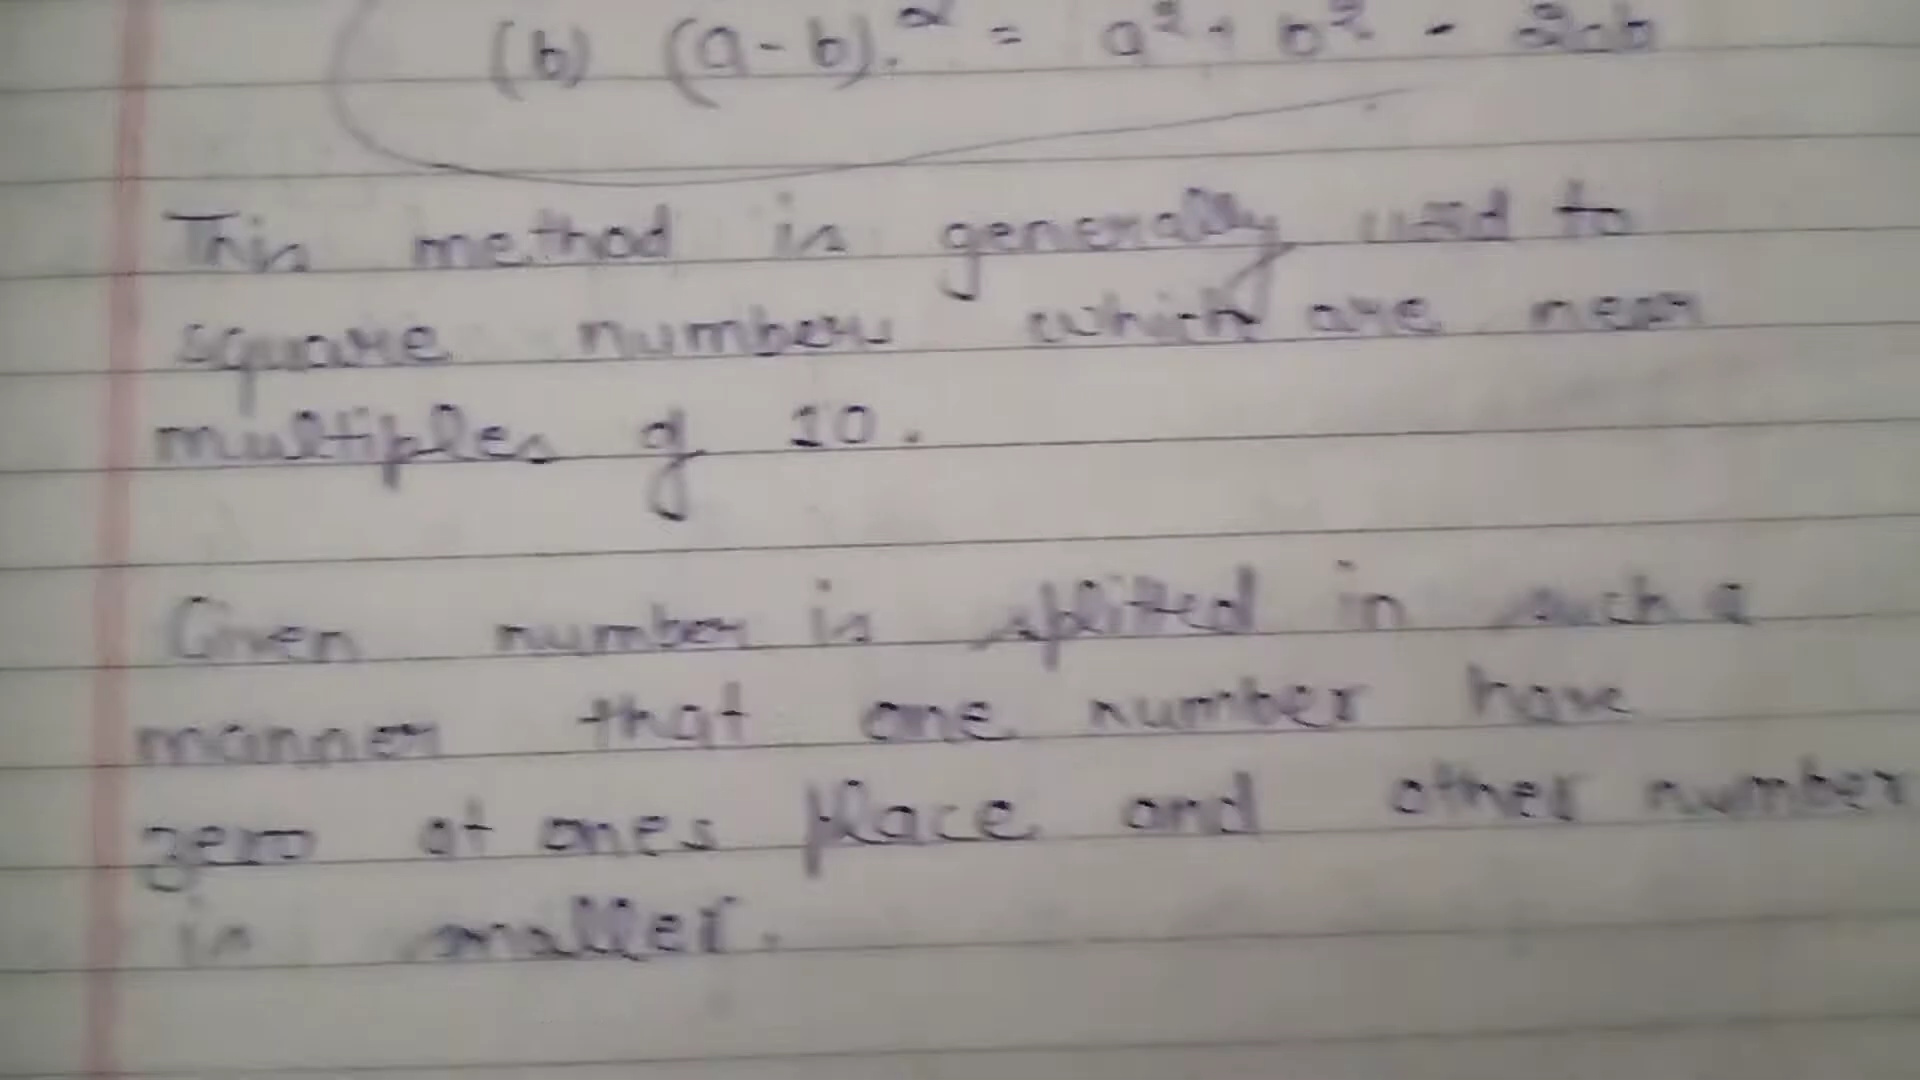 (b) (a-b)² = a² + b² - 2ab
This method is generally used to
square number which are near
multiples of 10.
Given number is splitted in such a
manner that one number have
zero at ones place and other number
is smaller.